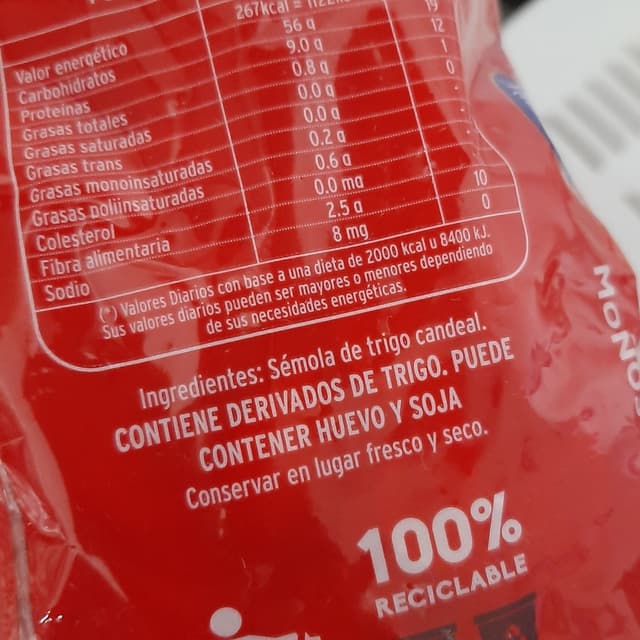 Valor energético 267kcal = 19
Carbohidratos 56 g 12
Proteínas 9.0 g 1
Grasas totales 0.8 g 0
Grasas saturadas 0.0 g
Grasas trans 0.0 g
Grasas monoinsaturadas 0.2 g
Grasas poliinsaturadas 0.6 g
Colesterol 0.0 mg
Fibra alimentaria 2.5 g 10
Sodio 8 mg 0
(*) Valores Diarios con base a una dieta de 2000 kcal u 8400 kJ.
Sus valores diarios pueden ser mayores o menores dependiendo
de sus necesidades energéticas.
Ingredientes: Sémola de trigo candeal.
CONTIENE DERIVADOS DE TRIGO. PUEDE
CONTENER HUEVO Y SOJA
Conservar en lugar fresco y seco.
100%
RECICLABLE